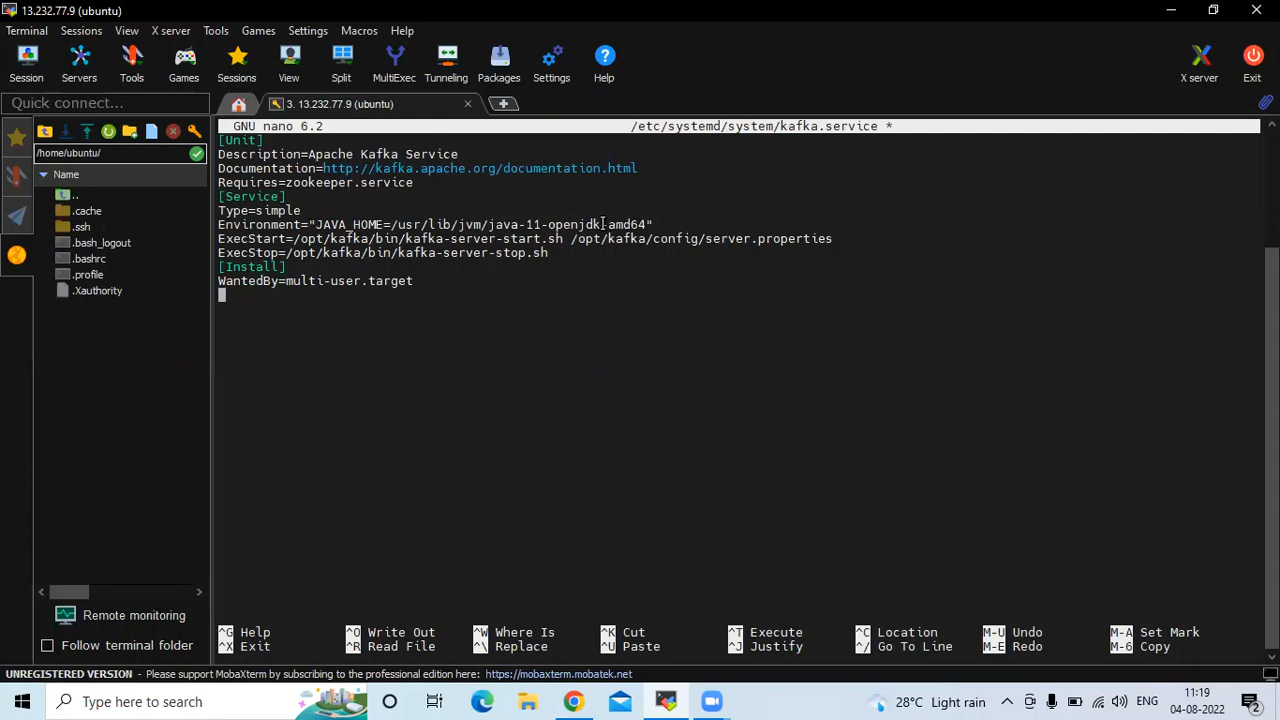 13.232.77.9 (ubuntu)
Terminal Sessions View X server Tools Games Settings Macros Help
Session Servers Tools Games Sessions View Split MultiExec Tunneling Packages Settings Help X server Exit
Quick connect...
3. 13.232.77.9 (ubuntu)
/home/ubuntu/
Name
..
.cache
.ssh
.bash_logout
.bashrc
.profile
.Xauthority
Remote monitoring
Follow terminal folder
GNU nano 6.2 /etc/systemd/system/kafka.service *
[Unit]
Description=Apache Kafka Service
Documentation=http://kafka.apache.org/documentation.html
Requires=zookeeper.service
[Service]
Type=simple
Environment="JAVA_HOME=/usr/lib/jvm/java-11-openjdk-amd64"
ExecStart=/opt/kafka/bin/kafka-server-start.sh /opt/kafka/config/server.properties
ExecStop=/opt/kafka/bin/kafka-server-stop.sh
[Install]
WantedBy=multi-user.target
^G Help ^O Write Out ^W Where Is ^K Cut ^T Execute ^C Location M-U Undo M-A Set Mark
^X Exit ^R Read File ^\ Replace ^U Paste ^J Justify ^/ Go To Line M-E Redo M-6 Copy
UNREGISTERED VERSION - Please support MobaXterm by subscribing to the professional edition here: https://mobaxterm.mobatek.net
Type here to search
28°C Light rain
ENG
11:19
04-08-2022
2